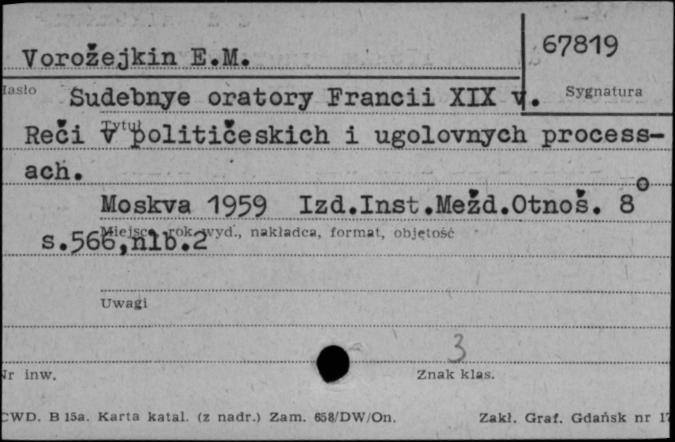 Vorožejkin E.M.
67819
Hasło
Sygnatura
Sudebnye oratory Francii XIX v.
Tytuł
Reči v političeskich i ugolovnych process-
ach.
Moskva 1959 Izd.Inst.Mežd.Otnoš. 8°
Miejsce, rok wyd., nakładca, format, objętość
s.566,nlb.2
Uwagi
3
Nr inw.
Znak klas.
CWD. B 15a. Karta katal. (z nadr.) Zam. 658/DW/On.
Zakł. Graf. Gdańsk nr 17